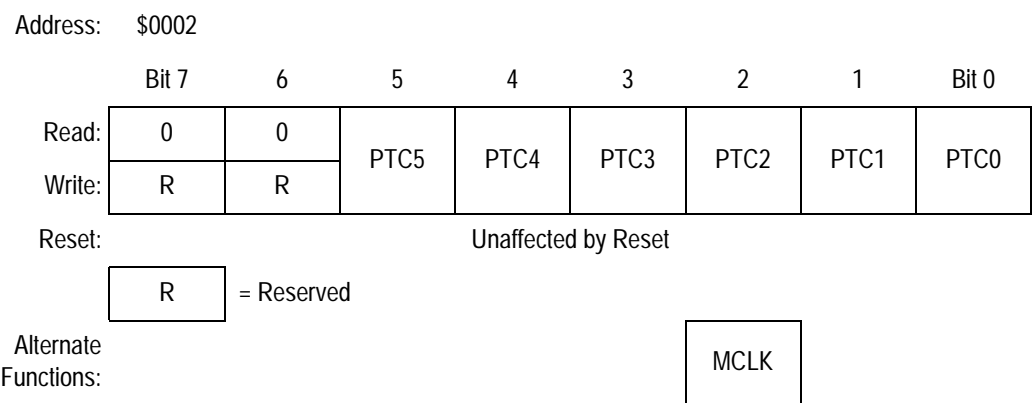 Address: $0002
Bit 7 6 5 4 3 2 1 Bit 0
Read: 0 0 PTC5 PTC4 PTC3 PTC2 PTC1 PTC0
Write: R R
Reset: Unaffected by Reset
R = Reserved
Alternate
Functions: MCLK